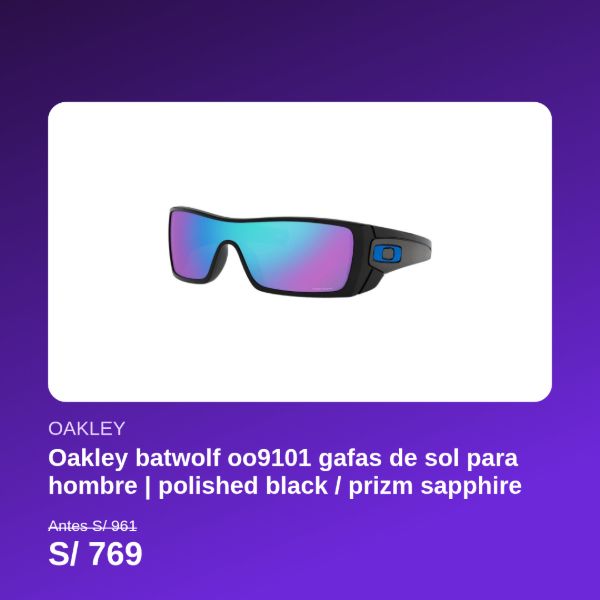 OAKLEY
Oakley batwolf oo9101 gafas de sol para
hombre | polished black / prizm sapphire
Antes S/ 961
S/ 769